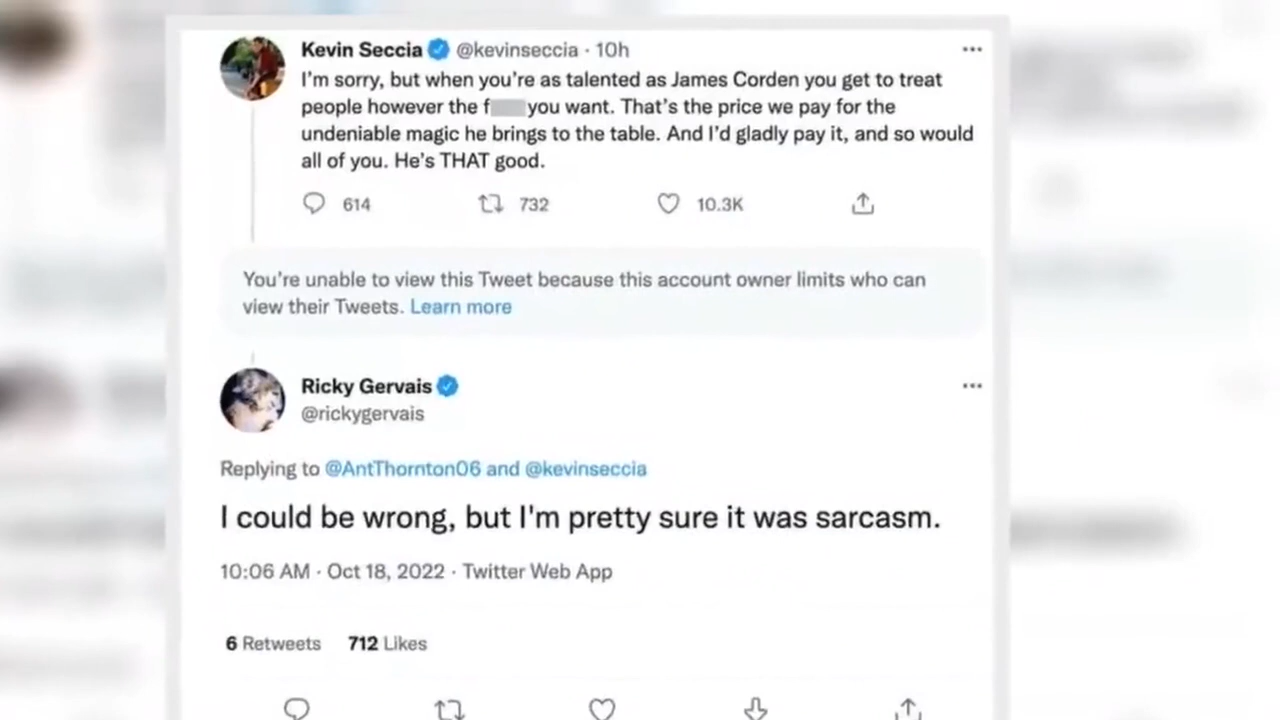 Kevin Seccia @kevinseccia · 10h
I'm sorry, but when you're as talented as James Corden you get to treat
people however the f you want. That's the price we pay for the
undeniable magic he brings to the table. And I'd gladly pay it, and so would
all of you. He's THAT good.
614 732 10.3K
You're unable to view this Tweet because this account owner limits who can
view their Tweets. Learn more
Ricky Gervais
@rickygervais
Replying to @AntThornton06 and @kevinseccia
I could be wrong, but I'm pretty sure it was sarcasm.
10:06 AM · Oct 18, 2022 · Twitter Web App
6 Retweets 712 Likes